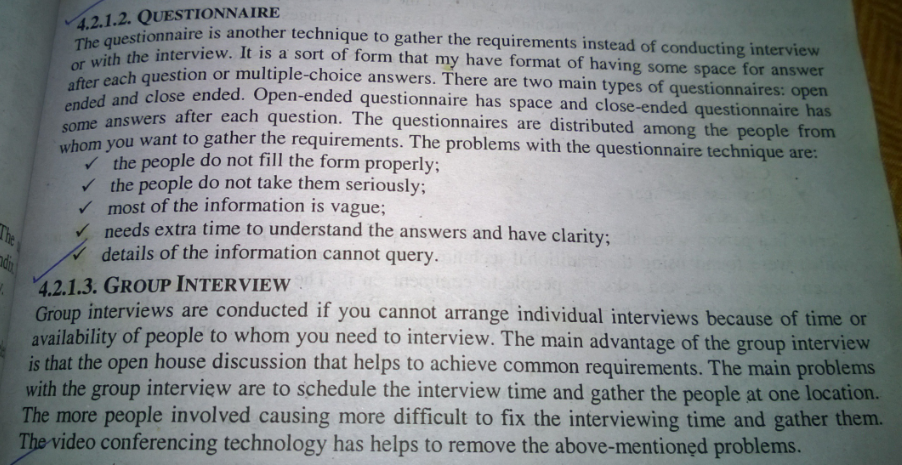 4.2.1.2. QUESTIONNAIRE
The questionnaire is another technique to gather the requirements instead of conducting interview
or with the interview. It is a sort of form that my have format of having some space for answer
after each question or multiple-choice answers. There are two main types of questionnaires: open
ended and close ended. Open-ended questionnaire has space and close-ended questionnaire has
some answers after each question. The questionnaires are distributed among the people from
whom you want to gather the requirements. The problems with the questionnaire technique are:
✓ the people do not fill the form properly;
✓ the people do not take them seriously;
✓ most of the information is vague;
✓ needs extra time to understand the answers and have clarity;
✓ details of the information cannot query.
4.2.1.3. GROUP INTERVIEW
Group interviews are conducted if you cannot arrange individual interviews because of time or
availability of people to whom you need to interview. The main advantage of the group interview
is that the open house discussion that helps to achieve common requirements. The main problems
with the group interview are to schedule the interview time and gather the people at one location.
The more people involved causing more difficult to fix the interviewing time and gather them.
The video conferencing technology has helps to remove the above-mentioned problems.